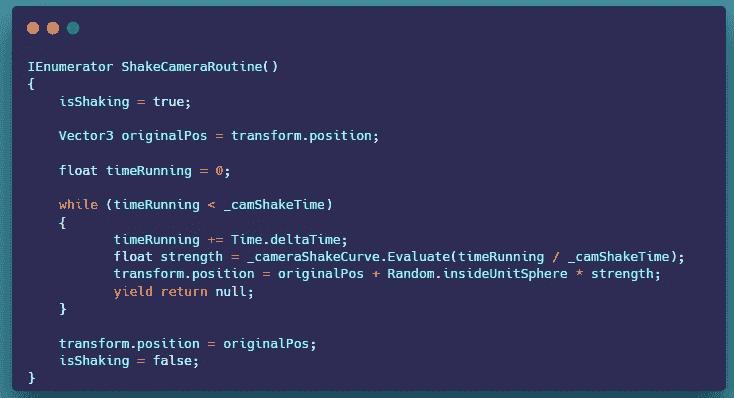 IEnumerator ShakeCameraRoutine()
{
    isShaking = true;

    Vector3 originalPos = transform.position;

    float timeRunning = 0;

    while (timeRunning < _camShakeTime)
    {
           timeRunning += Time.deltaTime;
           float strength = _cameraShakeCurve.Evaluate(timeRunning / _camShakeTime);
           transform.position = originalPos + Random.insideUnitSphere * strength;
           yield return null;
    }

    transform.position = originalPos;
    isShaking = false;
}